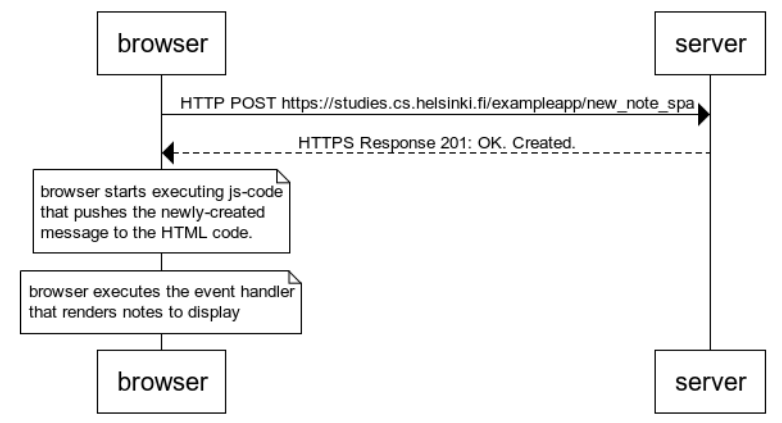 browser
server
HTTP POST https://studies.cs.helsinki.fi/exampleapp/new_note_spa
HTTPS Response 201: OK. Created.
browser starts executing js-code
that pushes the newly-created
message to the HTML code.
browser executes the event handler
that renders notes to display
browser
server